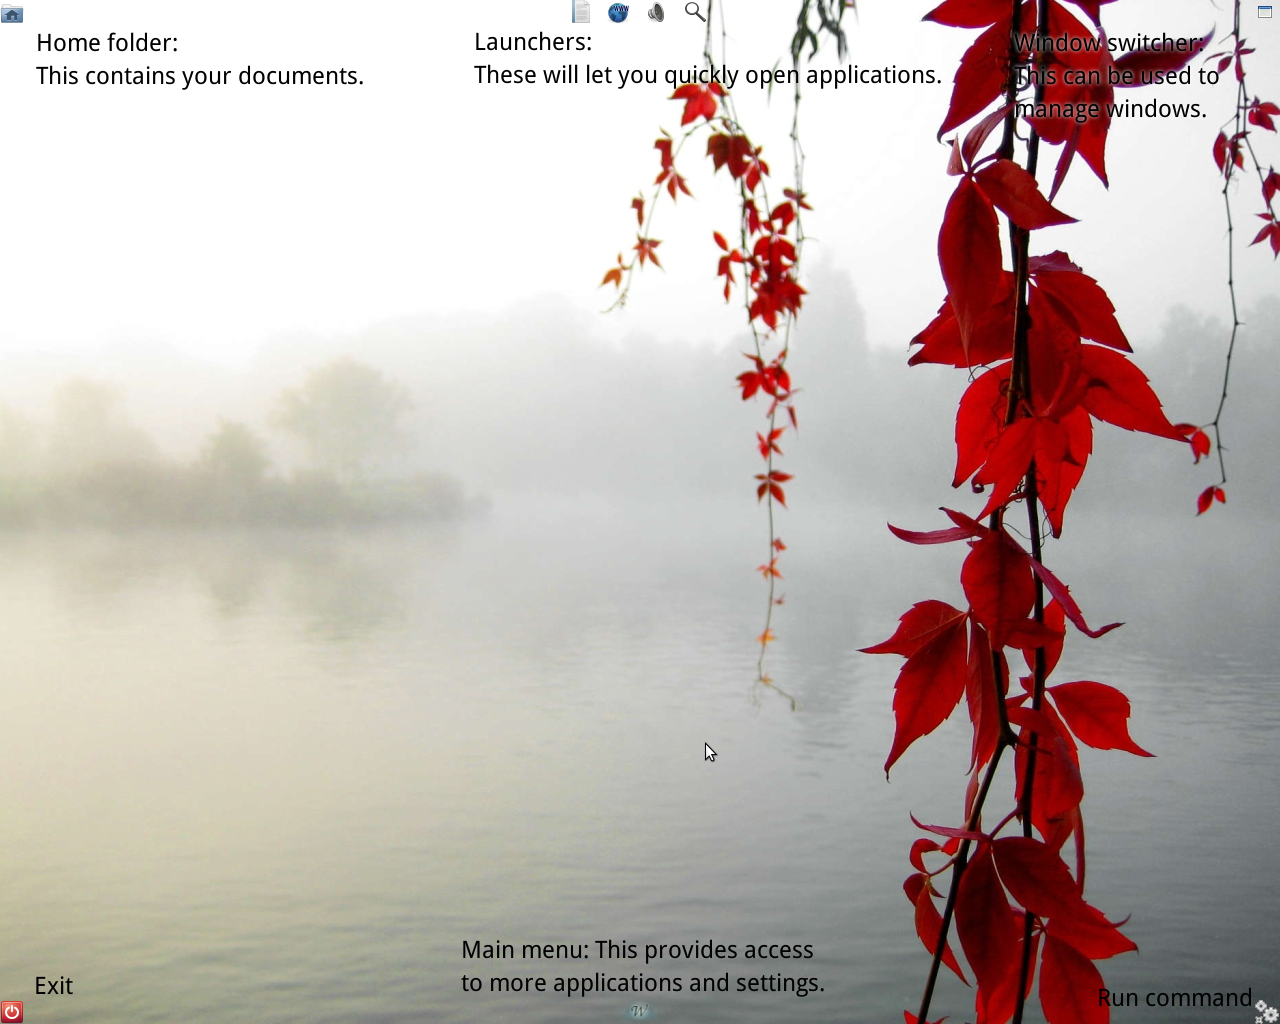 Home folder:
This contains your documents.
Launchers:
These will let you quickly open applications.
Window switcher:
This can be used to
manage windows.
WWW
Main menu: This provides access
to more applications and settings.
Exit
Run command
W